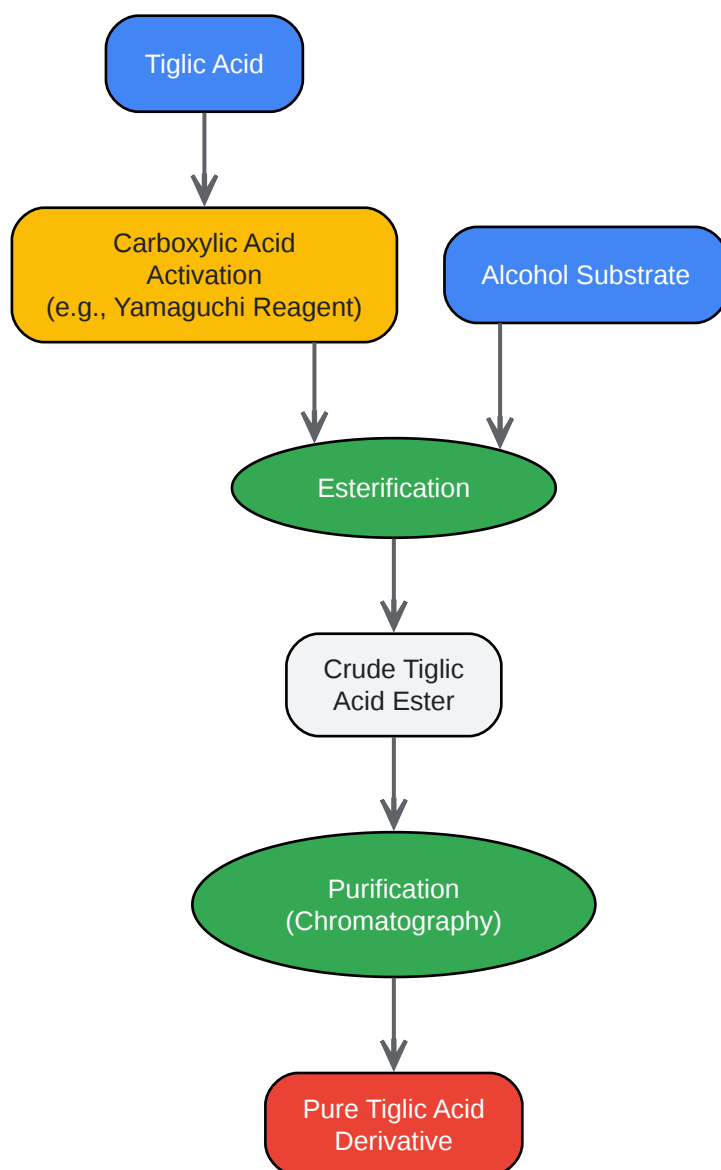 Tiglic Acid
Carboxylic Acid
Activation
(e.g., Yamaguchi Reagent)
Alcohol Substrate
Esterification
Crude Tiglic
Acid Ester
Purification
(Chromatography)
Pure Tiglic Acid
Derivative